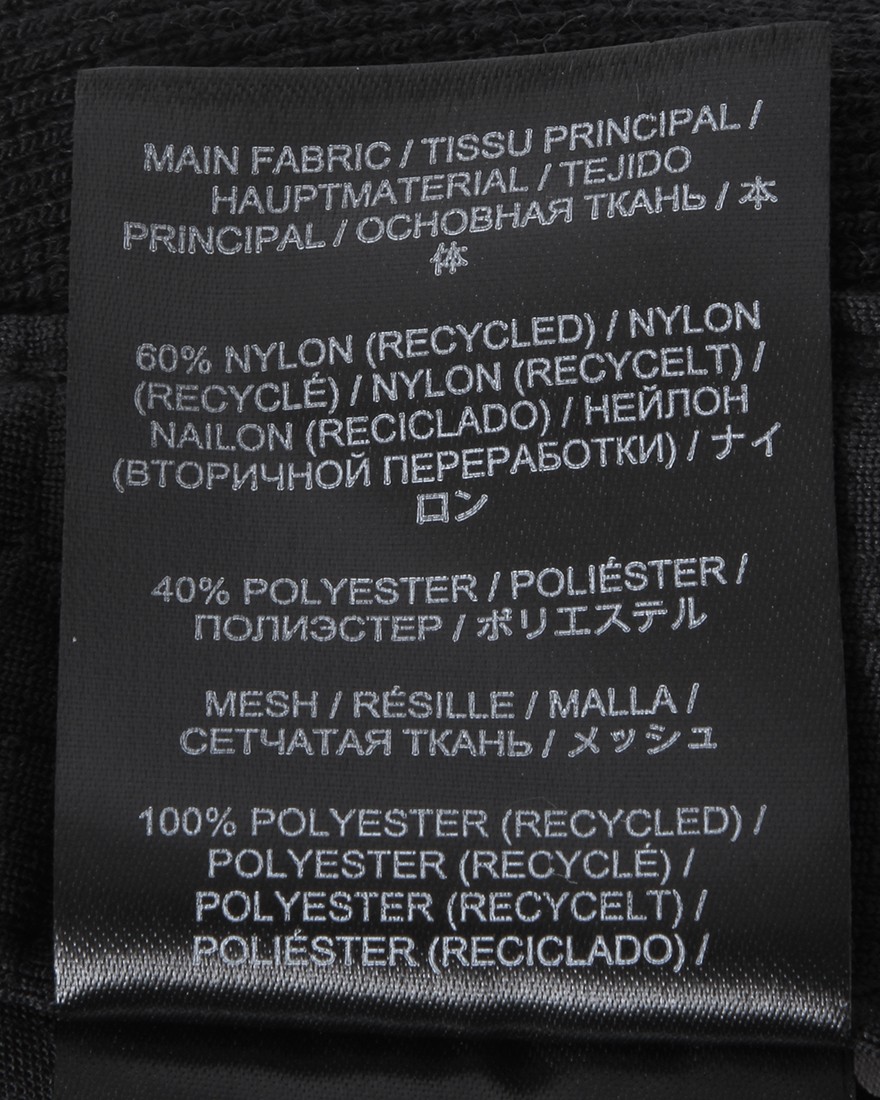 MAIN FABRIC / TISSU PRINCIPAL /
HAUPTMATERIAL / TEJIDO
PRINCIPAL / ОСНОВНАЯ ТКАНЬ / 本
体
60% NYLON (RECYCLED) / NYLON
(RECYCLÉ) / NYLON (RECYCELT) /
NAILON (RECICLADO) / НЕЙЛОН
(ВТОРИЧНОЙ ПЕРЕРАБОТКИ) / ナイ
ロン
40% POLYESTER / POLIÉSTER /
ПОЛИЭСТЕР / ポリエステル
MESH / RÉSILLE / MALLA /
СЕТЧАТАЯ ТКАНЬ / メッシュ
100% POLYESTER (RECYCLED) /
POLYESTER (RECYCLÉ) /
POLYESTER (RECYCELT) /
POLIÉSTER (RECICLADO) /